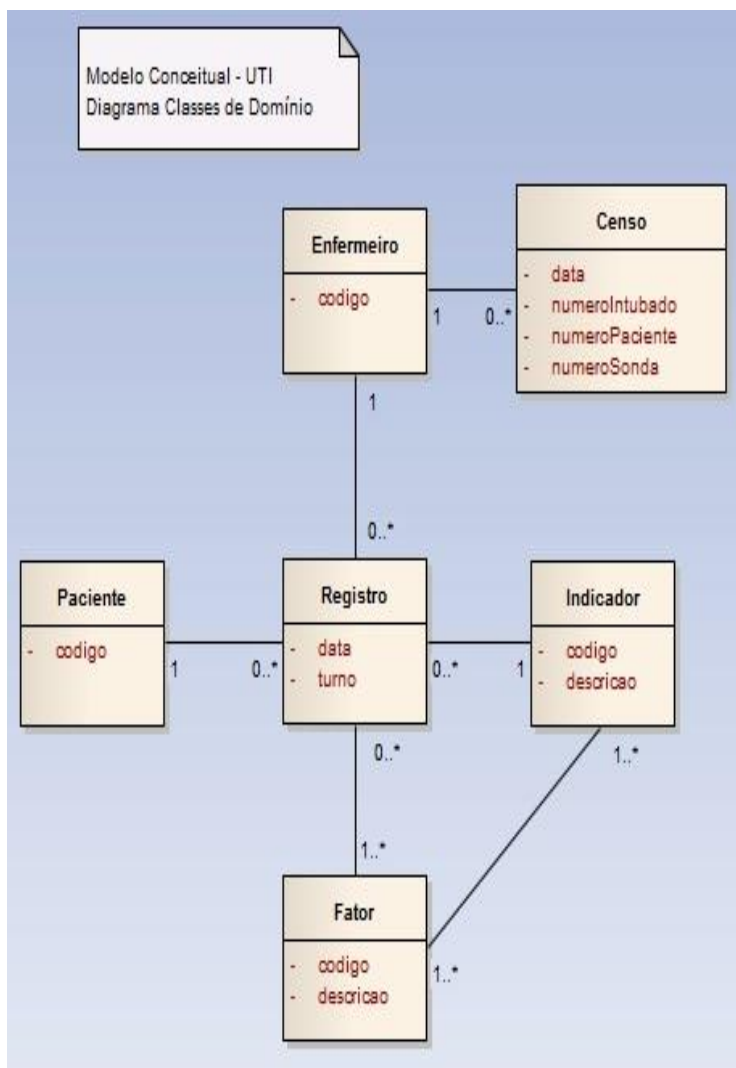 Modelo Conceitual - UTI
Diagrama Classes de Domínio
Enfermeiro
- codigo
Censo
- data
- numeroIntubado
- numeroPaciente
- numeroSonda
1
0..*
1
0..*
Paciente
- codigo
Registro
- data
- turno
Indicador
- codigo
- descricao
1
0..*
0..*
1
0..*
1..*
1..*
Fator
- codigo
- descricao
1..*